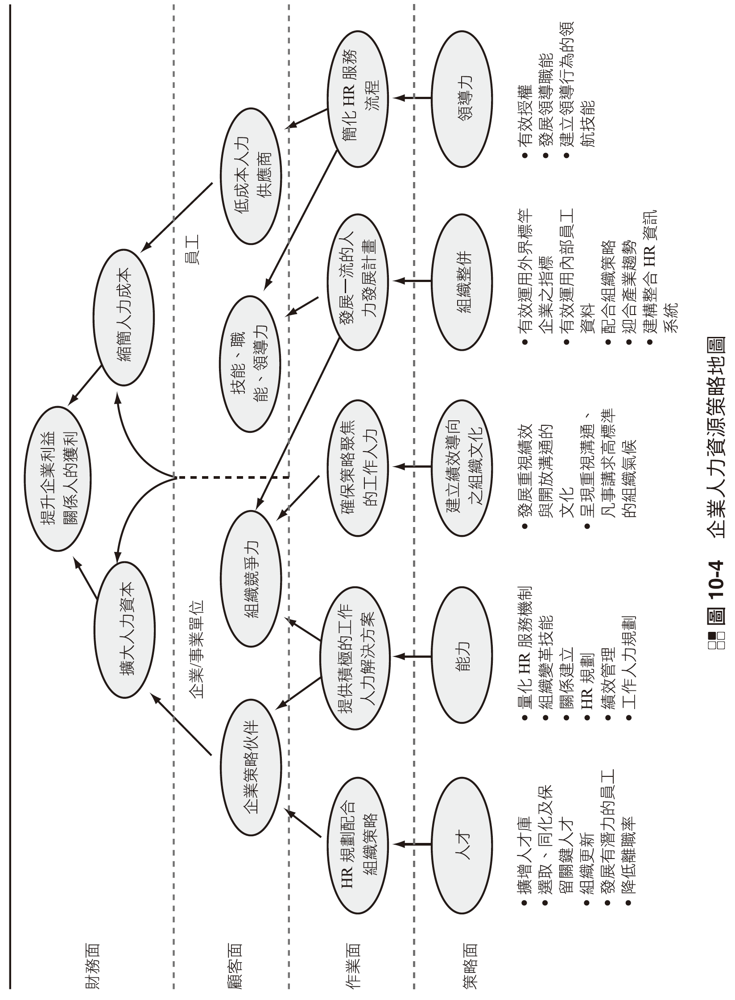 財務面
提升企業利益
關係人的獲利
擴大人力資本
縮簡人力成本
顧客面
企業/事業單位
員工
企業策略伙伴
組織競爭力
技能、職
能、領導力
低成本人力
供應商
作業面
HR 規劃配合
組織策略
提供積極的工作
人力解決方案
確保策略聚焦
的工作人力
發展一流的人
力發展計畫
簡化 HR 服務
流程
策略面
人才
能力
建立績效導向
之組織文化
組織整併
領導力
• 擴增人才庫
• 選取、同化及保
留關鍵人才
• 組織更新
• 發展有潛力的員工
• 降低離職率
• 量化 HR 服務機制
• 組織變革技能
• 關係建立
• HR 規劃
• 績效管理
• 工作人力規劃
• 發展重視績效
與開放溝通的
文化
• 呈現重視溝通、
凡事講求高標準
的組織氣候
• 有效運用外界標竿
企業之指標
• 有效運用內部員工
資料
• 配合組織策略
• 迎合產業趨勢
• 建構整合 HR 資訊
系統
• 有效授權
• 發展領導職能
• 建立領導行為的領
航技能
圖 10-4 企業人力資源策略地圖